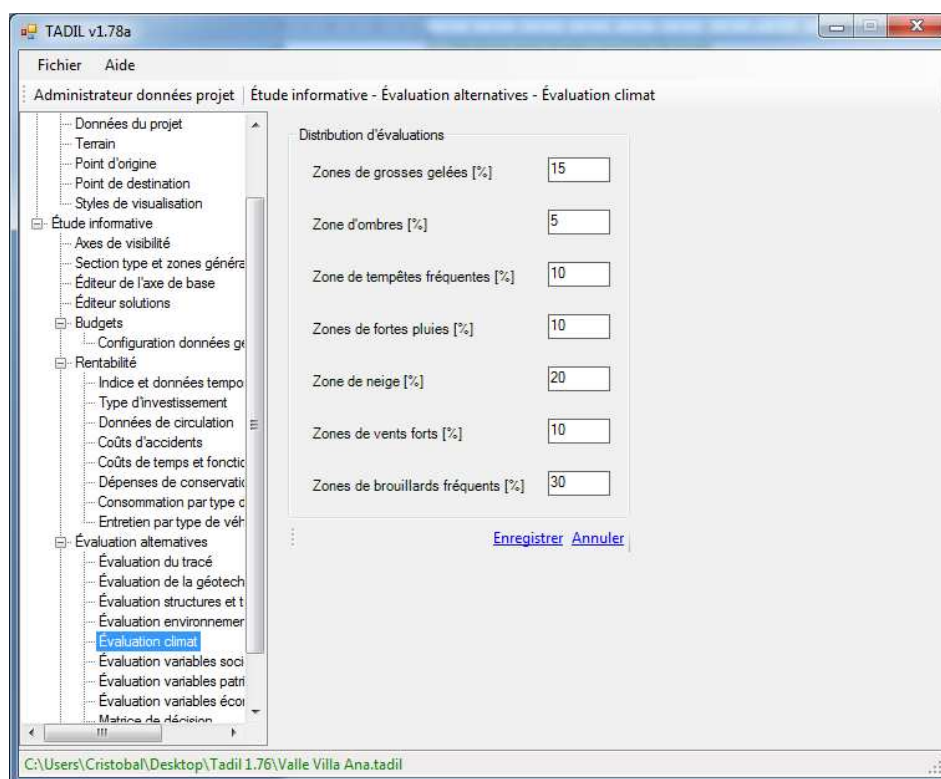 TADIL v1.78a
Fichier Aide
Administrateur données projet Étude informative - Évaluation alternatives - Évaluation climat
Données du projet
Terrain
Point d'origine
Point de destination
Styles de visualisation
Étude informative
Axes de visibilité
Section type et zones généra
Éditeur de l'axe de base
Éditeur solutions
Budgets
Configuration données gé
Rentabilité
Indice et données tempo
Type d'investissement
Données de circulation
Coûts d'accidents
Coûts de temps et fonctic
Dépenses de conservatic
Consommation par type d
Entretien par type de véh
Évaluation alternatives
Évaluation du tracé
Évaluation de la géotech
Évaluation structures et t
Évaluation environnemer
Évaluation climat
Évaluation variables soci
Évaluation variables patri
Évaluation variables écor
Matrice de décision
Distribution d'évaluations
Zones de grosses gelées [%] 15
Zone d'ombres [%] 5
Zone de tempêtes fréquentes [%] 10
Zones de fortes pluies [%] 10
Zone de neige [%] 20
Zones de vents forts [%] 10
Zones de brouillards fréquents [%] 30
Enregistrer Annuler
C:\Users\Cristobal\Desktop\Tadil 1.76\Valle Villa Ana.tadil